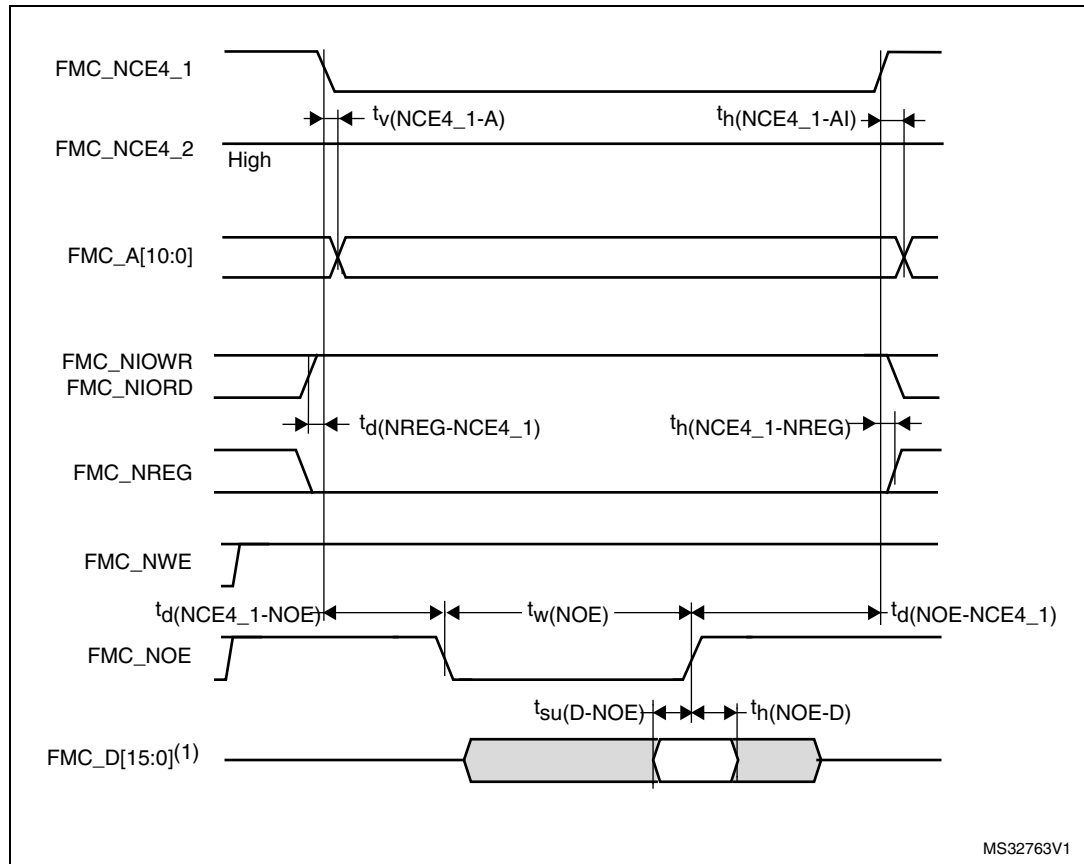 FMC_NCE4_1
tv(NCE4_1-A)
th(NCE4_1-AI)
FMC_NCE4_2
High
FMC_A[10:0]
FMC_NIOWR
FMC_NIORD
td(NREG-NCE4_1)
th(NCE4_1-NREG)
FMC_NREG
FMC_NWE
td(NCE4_1-NOE)
tw(NOE)
td(NOE-NCE4_1)
FMC_NOE
tsu(D-NOE)
th(NOE-D)
FMC_D[15:0](1)
MS32763V1